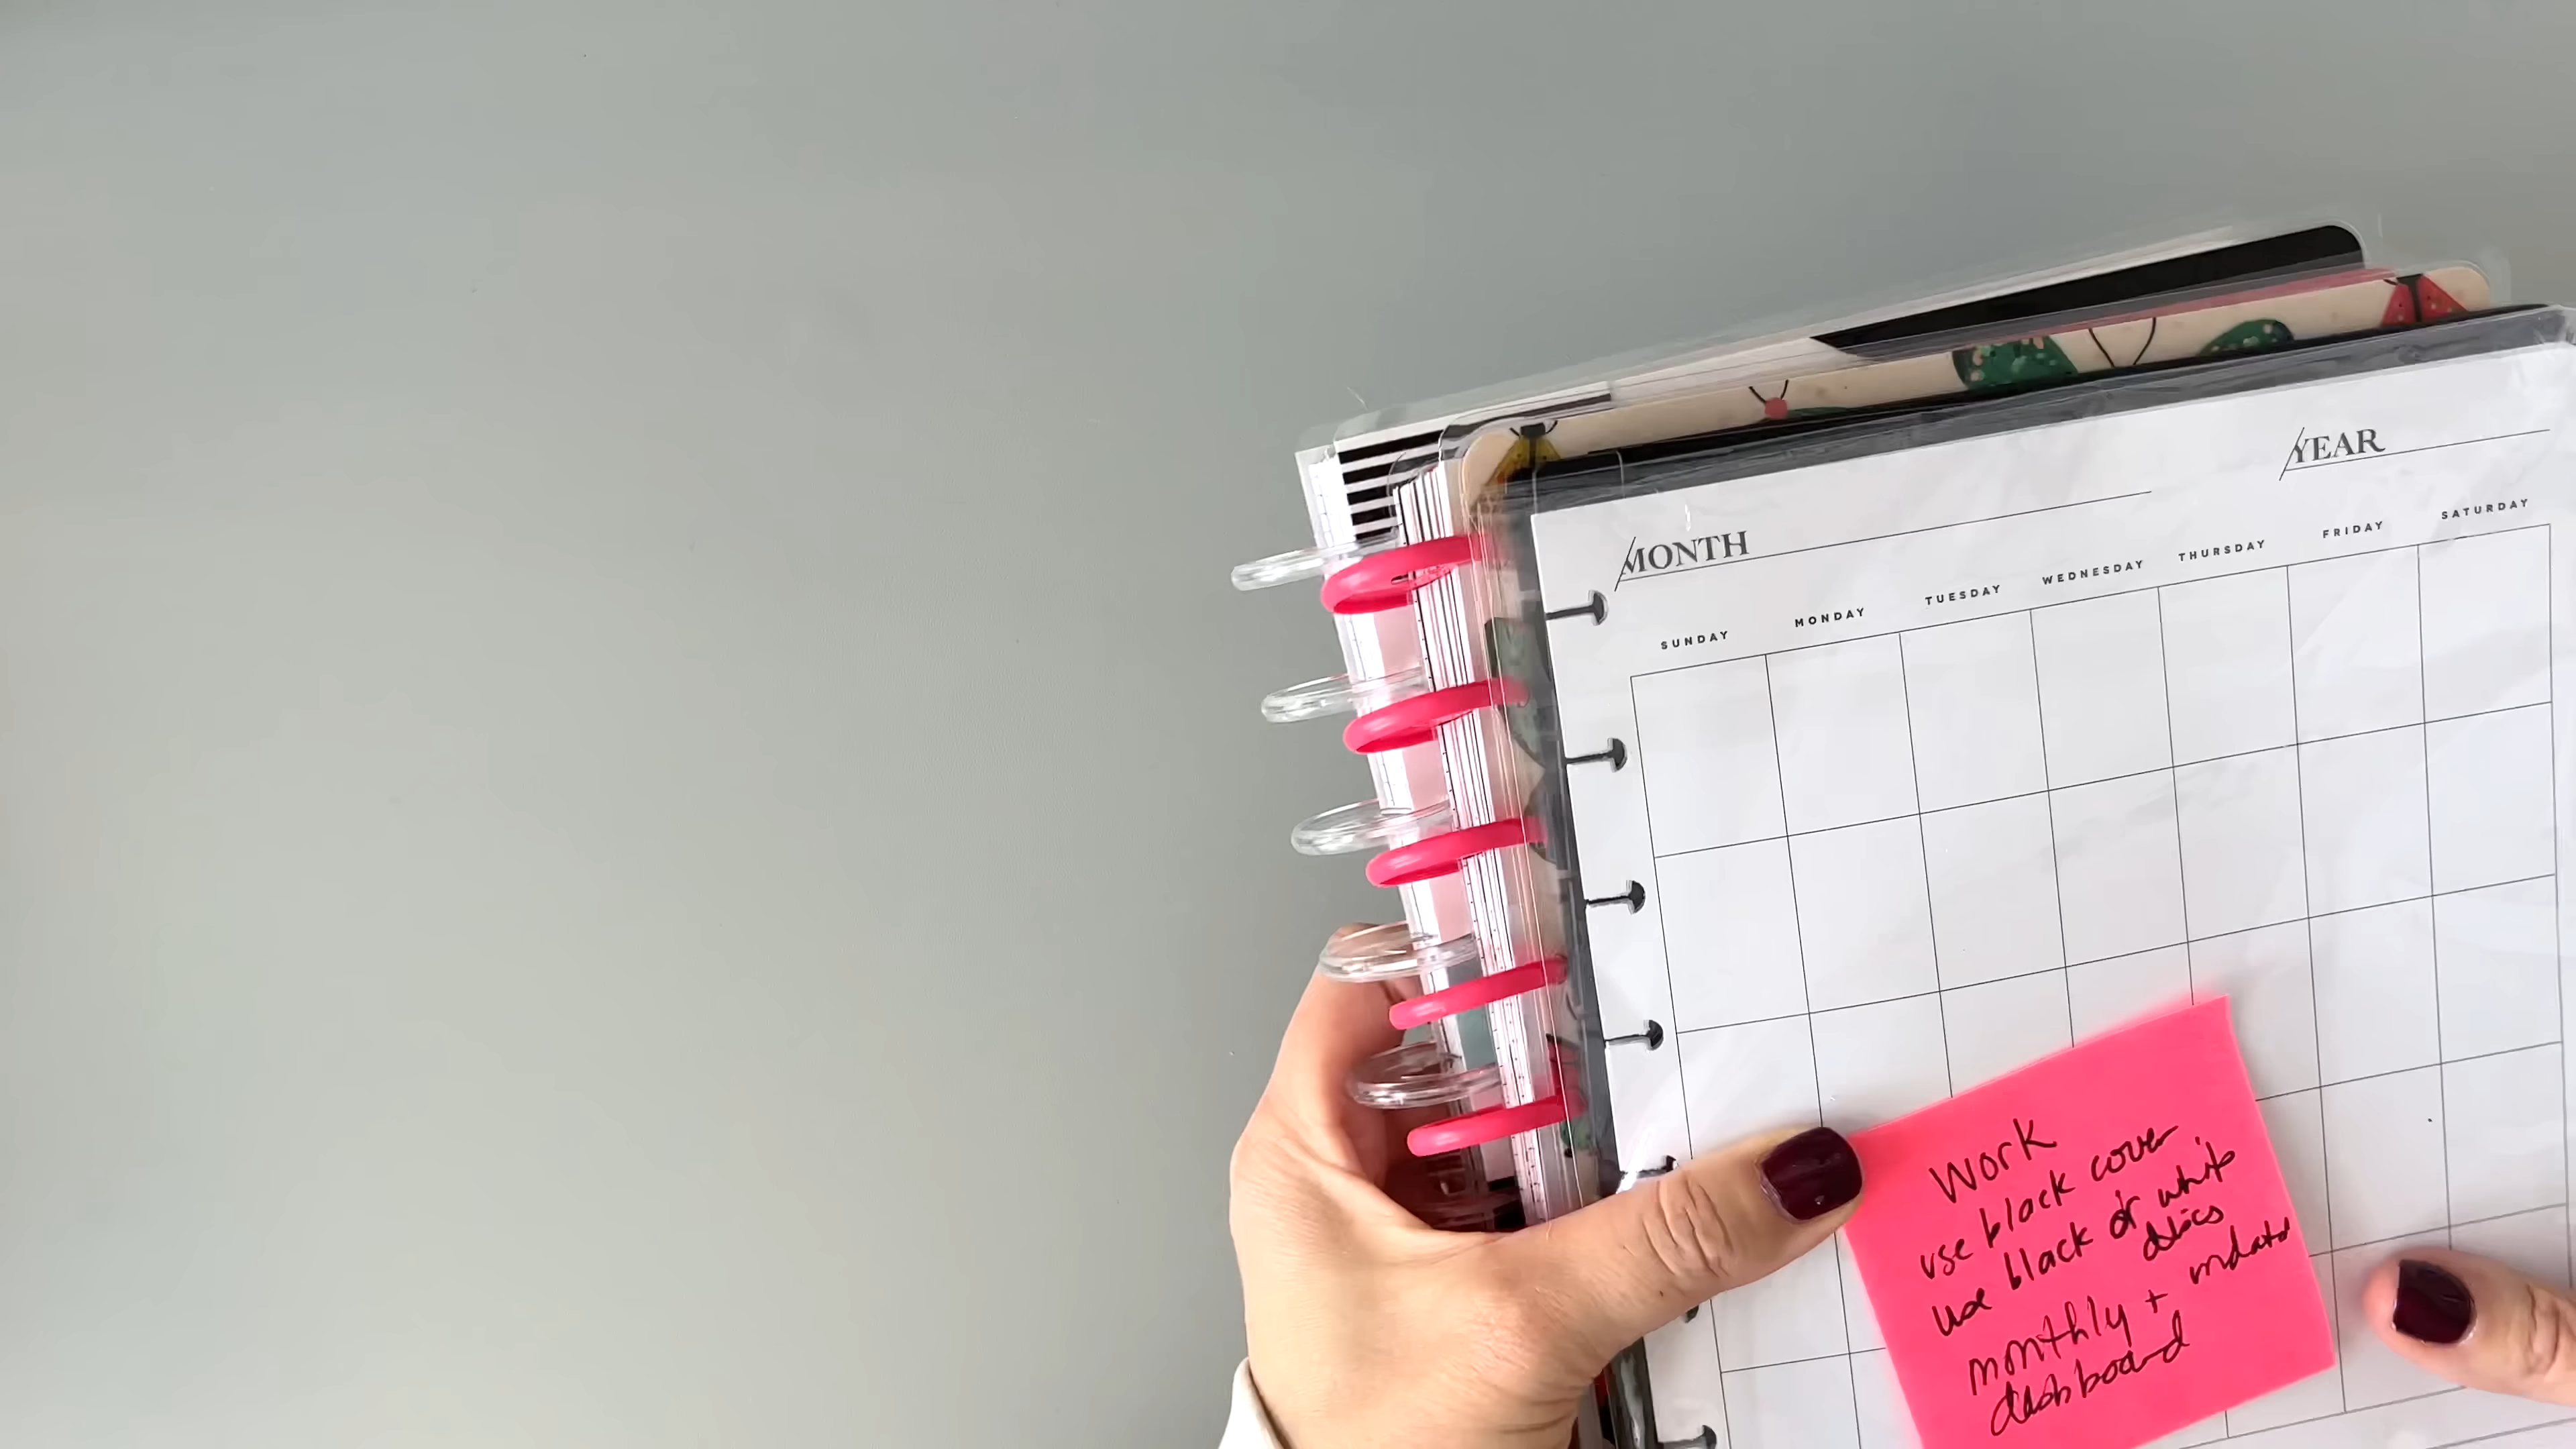 MONTH
YEAR
SUNDAY MONDAY TUESDAY WEDNESDAY THURSDAY FRIDAY SATURDAY
Work
use black cover
use black or white
discs
monthly + undated
dashboard